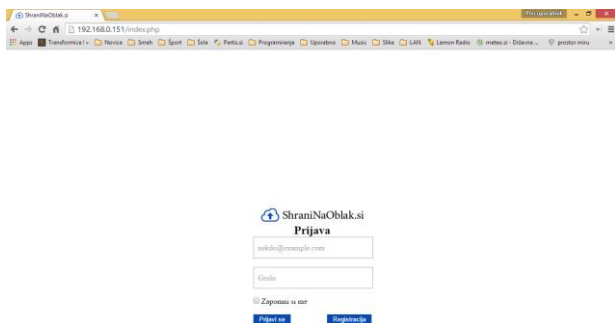 ShraniNaOblak.si
192.168.0.151/index.php
Apps Transformice! Novice Smeh Šport Šola Perlis.si Programiranje Uporabno Music Slike LAN Lemon Radio meteo.si - Državna ... prostor miru
ShraniNaOblak.si
Prijava
nekdo@example.com
Geslo
Zapomni si me
Prijavi se Registracija